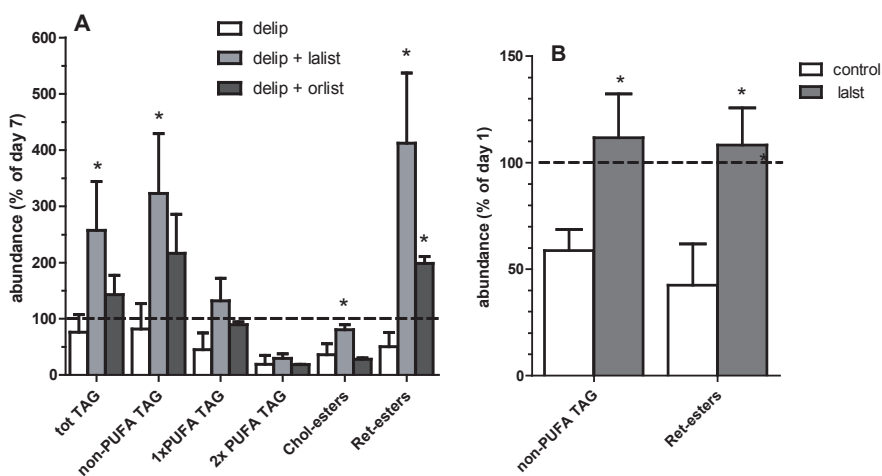 A
abundance (% of day 7)
600
500
400
300
200
100
0
delip
delip + lalist
delip + orlist
* * * * *
tot TAG
non-PUFA TAG
1xPUFA TAG
2x PUFA TAG
Chol-esters
Ret-esters
B
abundance (% of day 1)
150
100
50
0
control
lalst
* * *
non-PUFA TAG
Ret-esters